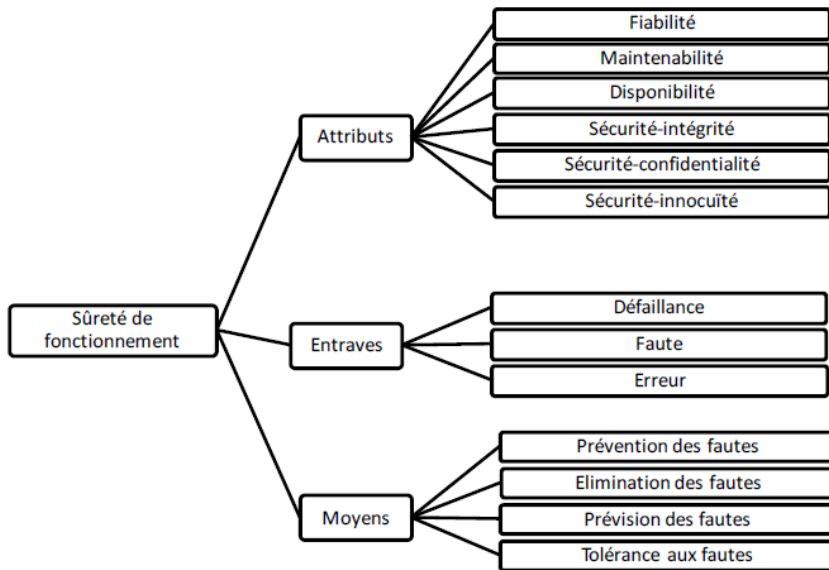 Fiabilité
Maintenabilité
Disponibilité
Attributs
Sécurité-intégrité
Sécurité-confidentialité
Sécurité-innocuïté
Sûreté de
fonctionnement
Entraves
Défaillance
Faute
Erreur
Moyens
Prévention des fautes
Elimination des fautes
Prévision des fautes
Tolérance aux fautes